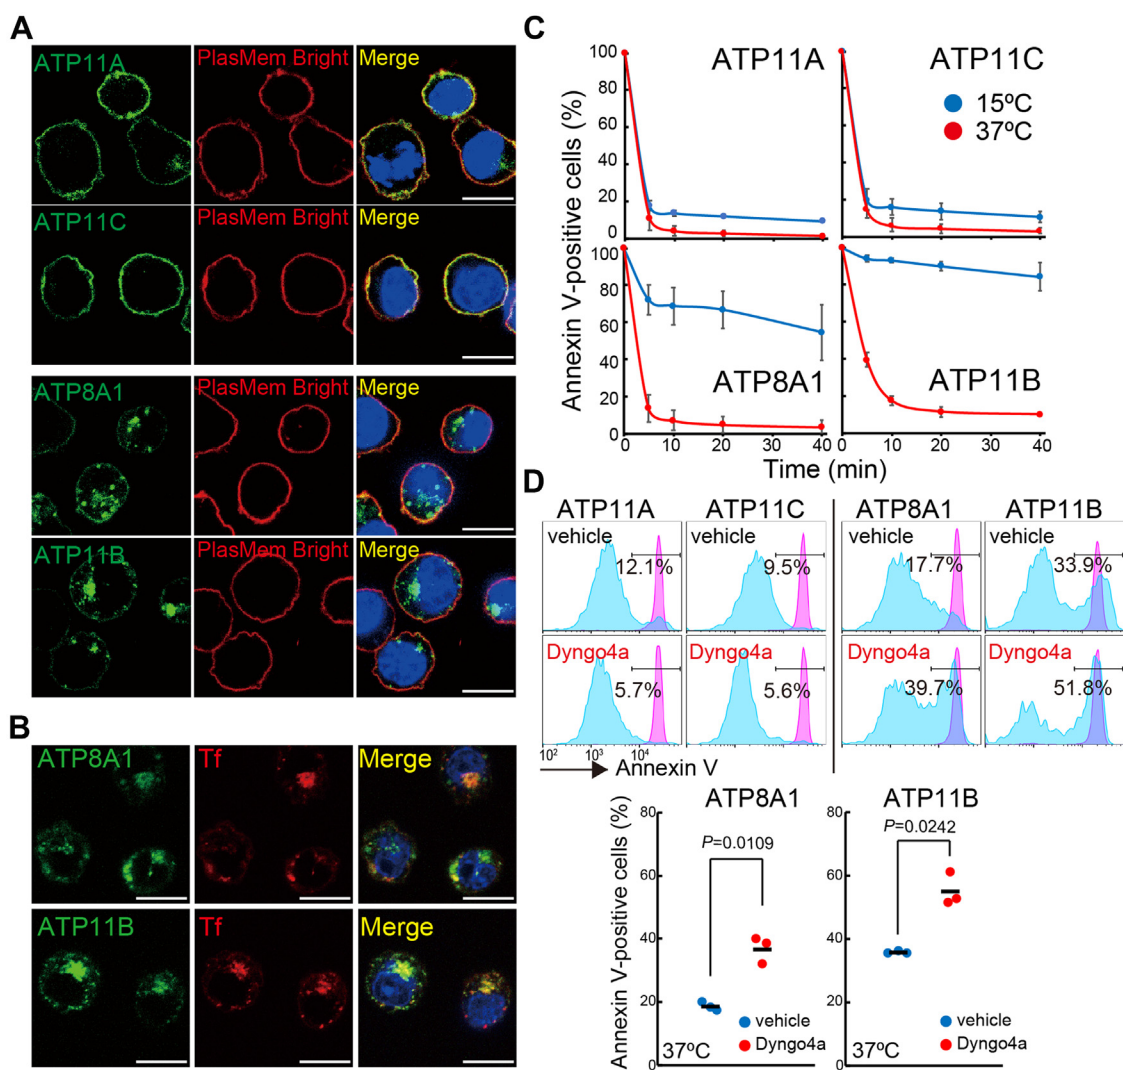 A
ATP11A PlasMem Bright Merge
ATP11C PlasMem Bright Merge
ATP8A1 PlasMem Bright Merge
ATP11B PlasMem Bright Merge
B
ATP8A1 Tf Merge
ATP11B Tf Merge
C
Annexin V-positive cells (%)
100
80
60
40
20
0
ATP11A
ATP11C
15ºC
37ºC
100
80
60
40
20
0
ATP8A1
ATP11B
0 10 20 30 40 0 10 20 30 40
Time (min)
D
ATP11A ATP11C ATP8A1 ATP11B
vehicle vehicle vehicle vehicle
12.1% 9.5% 17.7% 33.9%
Dyngo4a Dyngo4a Dyngo4a Dyngo4a
5.7% 5.6% 39.7% 51.8%
10² 10³ 10⁴
Annexin V
Annexin V-positive cells (%)
ATP8A1
80
60
40
20
0
P=0.0109
vehicle
Dyngo4a
37ºC
ATP11B
80
60
40
20
0
P=0.0242
vehicle
Dyngo4a
37ºC